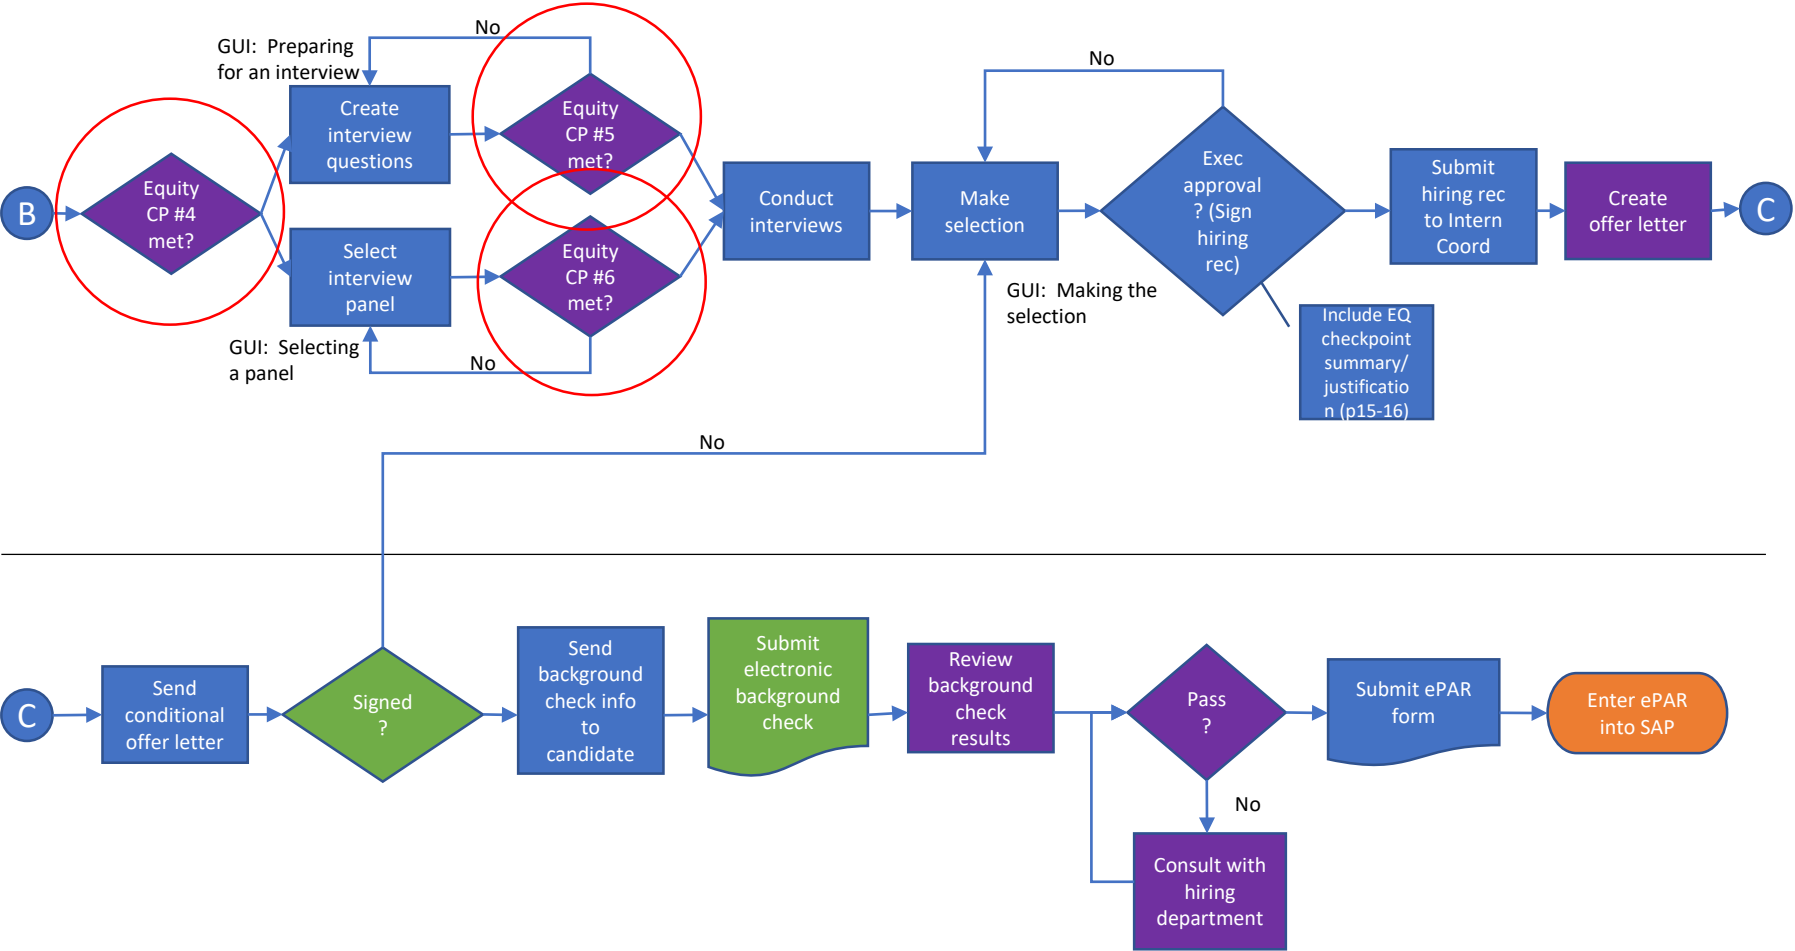 No
GUI: Preparing
for an interview
Create
interview
questions
Equity
CP #5
met?
B
Equity
CP #4
met?
Select
interview
panel
Equity
CP #6
met?
GUI: Selecting
a panel
No
Conduct
interviews
Make
selection
No
Exec
approval
? (Sign
hiring
rec)
GUI: Making the
selection
Include EQ
checkpoint
summary/
justificatio
n (p15-16)
Submit
hiring rec
to Intern
Coord
Create
offer letter
C
No
C
Send
conditional
offer letter
Signed
?
Send
background
check info
to
candidate
Submit
electronic
background
check
Review
background
check
results
Pass
?
No
Consult with
hiring
department
Submit ePAR
form
Enter ePAR
into SAP